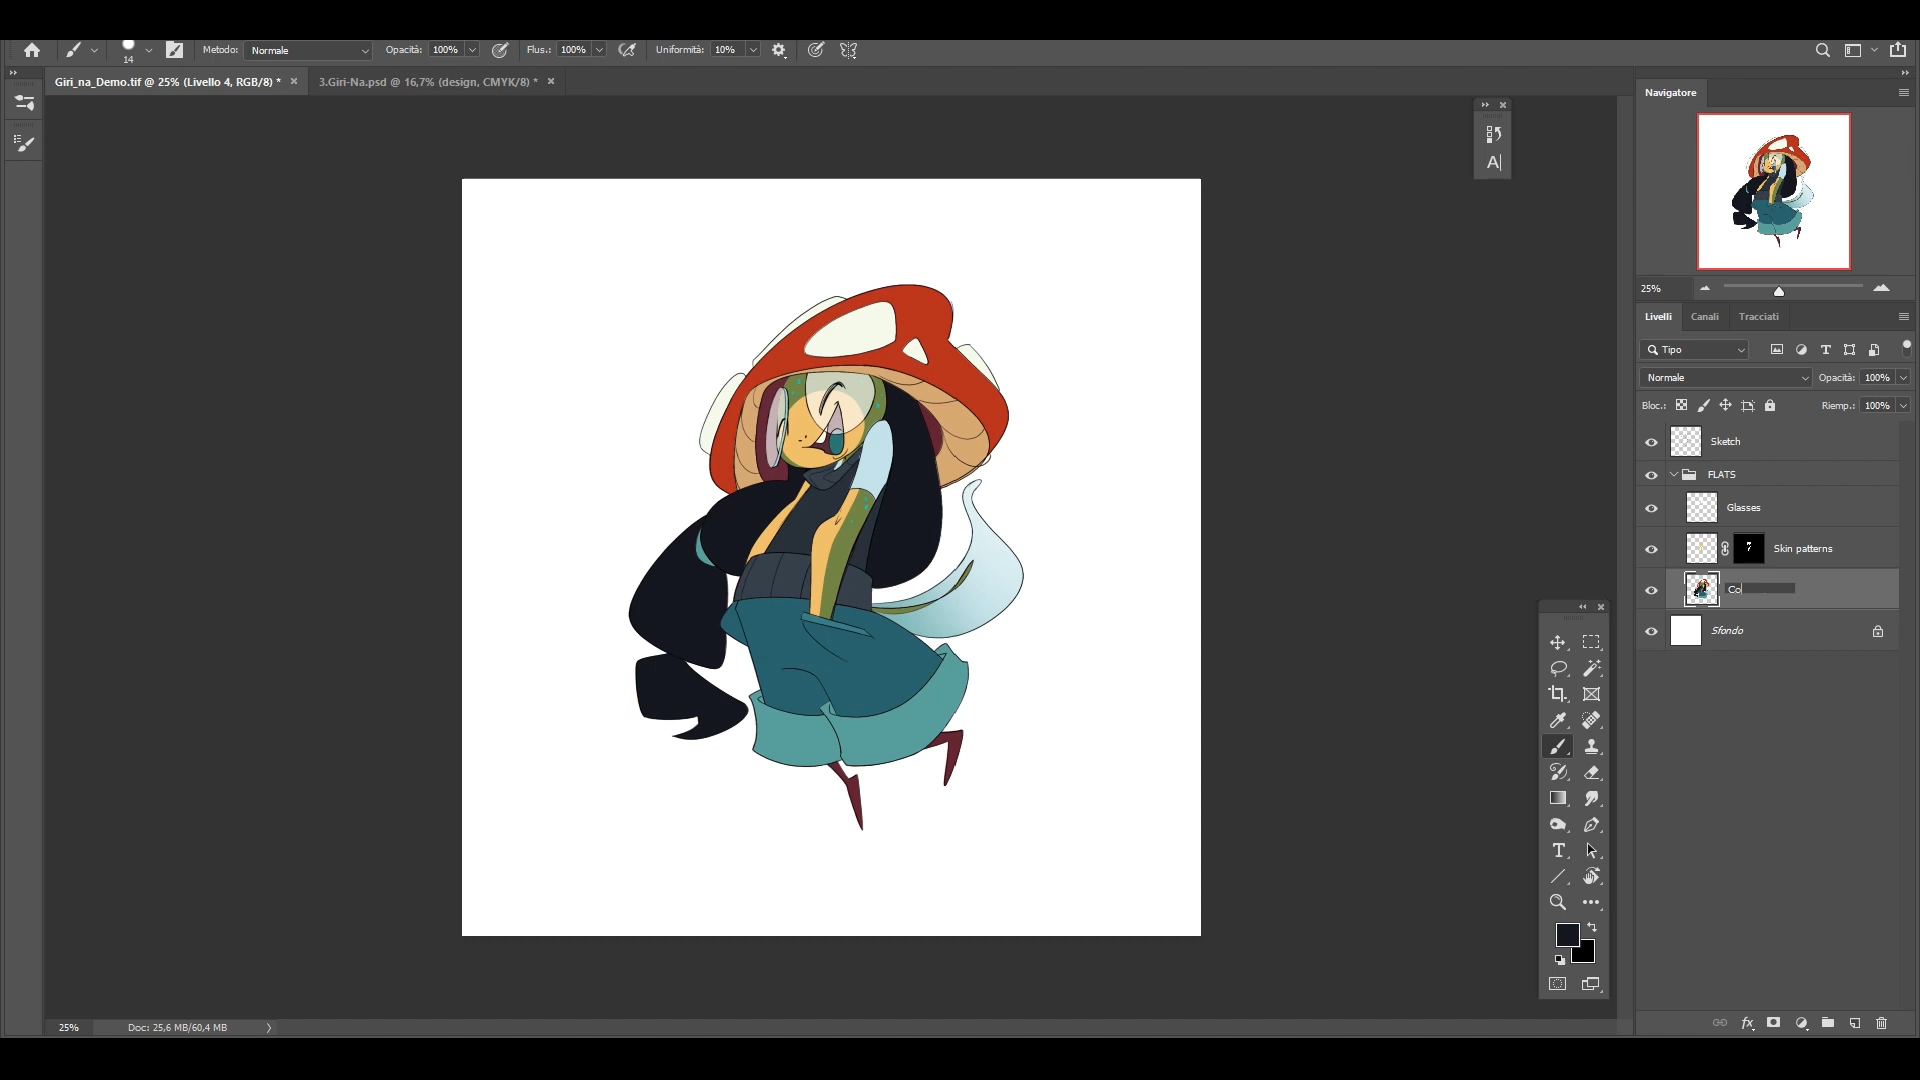 Metodo: Normale Opacità: 100% Flus.: 100% Uniformità: 10%
14
Giri_na_Demo.tif @ 25% (Livello 4, RGB/8) *
3.Giri-Na.psd @ 16,7% (design, CMYK/8) *
Navigatore
25%
Livelli Canali Tracciati
Tipo
Normale Opacità: 100%
Bloc.: Riemp.: 100%
Sketch
FLATS
Glasses
Skin patterns
Co
Sfondo
25% Doc: 25,6 MB/60,4 MB